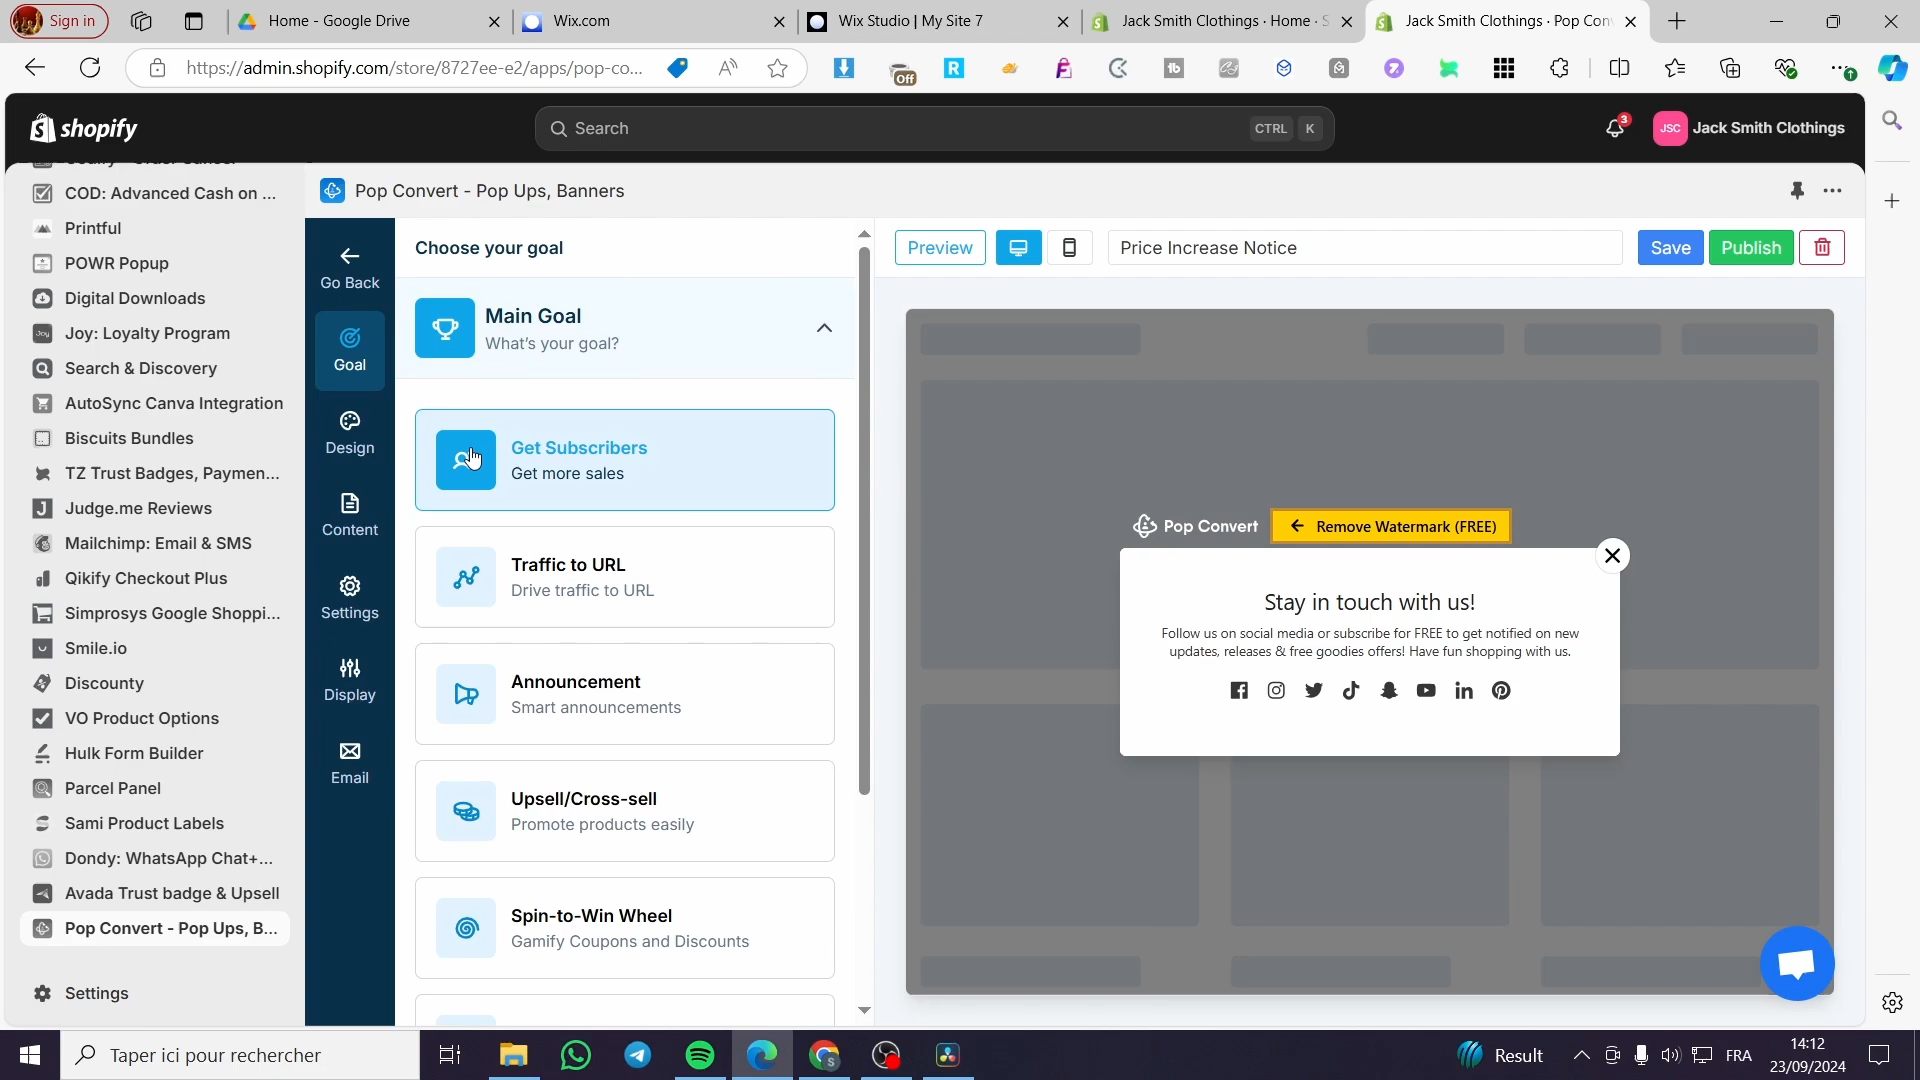 Sign in
Home - Google Drive
Wix.com
Wix Studio | My Site 7
Jack Smith Clothings · Home · S
Jack Smith Clothings · Pop Con
https://admin.shopify.com/store/8727ee-e2/apps/pop-co...
Off
shopify
Search
CTRL K
3
JSC
Jack Smith Clothings
COD: Advanced Cash on ...
Printful
POWR Popup
Digital Downloads
Joy: Loyalty Program
Search & Discovery
AutoSync Canva Integration
Biscuits Bundles
TZ Trust Badges, Paymen...
Judge.me Reviews
Mailchimp: Email & SMS
Qikify Checkout Plus
Simprosys Google Shoppi...
Smile.io
Discounty
VO Product Options
Hulk Form Builder
Parcel Panel
Sami Product Labels
Dondy: WhatsApp Chat+...
Avada Trust badge & Upsell
Pop Convert - Pop Ups, B...
Settings
Pop Convert - Pop Ups, Banners
Go Back
Goal
Design
Content
Settings
Display
Email
Choose your goal
Main Goal
What's your goal?
Get Subscribers
Get more sales
Traffic to URL
Drive traffic to URL
Announcement
Smart announcements
Upsell/Cross-sell
Promote products easily
Spin-to-Win Wheel
Gamify Coupons and Discounts
Preview
Price Increase Notice
Save
Publish
Pop Convert
Remove Watermark (FREE)
Stay in touch with us!
Follow us on social media or subscribe for FREE to get notified on new
updates, releases & free goodies offers! Have fun shopping with us.
Taper ici pour rechercher
Result
FRA
14:12
23/09/2024